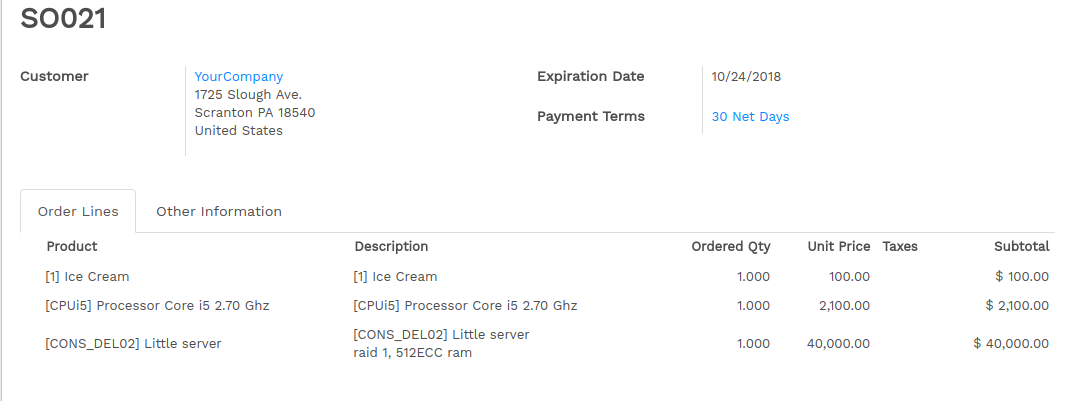 SO021
Customer
YourCompany
1725 Slough Ave.
Scranton PA 18540
United States
Expiration Date 10/24/2018
Payment Terms 30 Net Days
Order Lines Other Information
Product Description Ordered Qty Unit Price Taxes Subtotal
[1] Ice Cream [1] Ice Cream 1.000 100.00 $ 100.00
[CPUi5] Processor Core i5 2.70 Ghz [CPUi5] Processor Core i5 2.70 Ghz 1.000 2,100.00 $ 2,100.00
[CONS_DEL02] Little server [CONS_DEL02] Little server 1.000 40,000.00 $ 40,000.00
raid 1, 512ECC ram